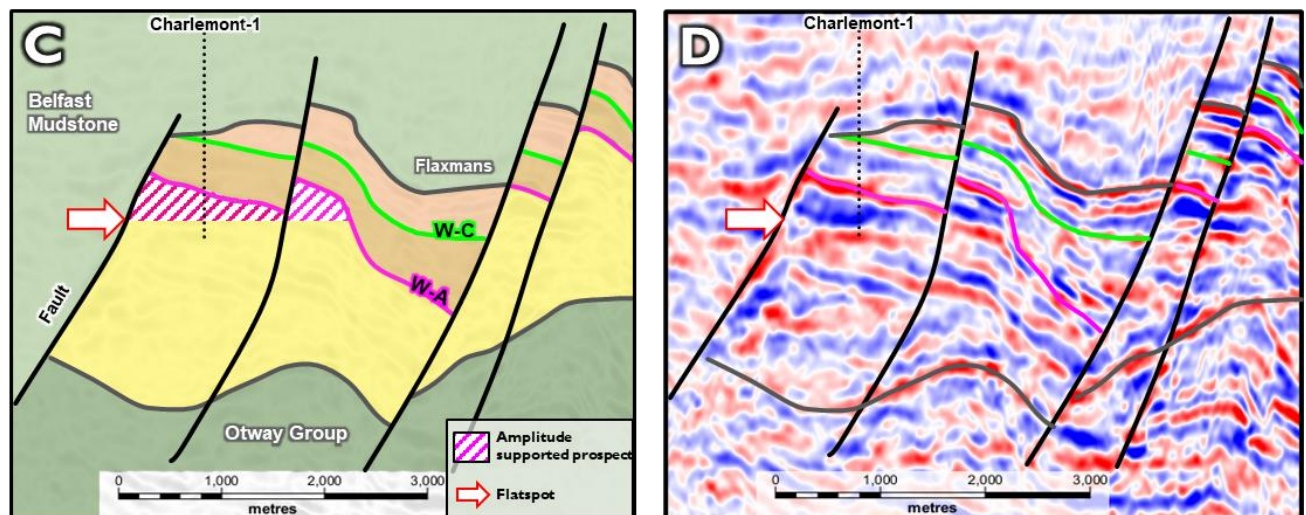 C
Charlemont-1
Belfast
Mudstone
Flaxmans
W-C
W-A
Fault
Otway Group
Amplitude
supported prospect
Flatspot
0 1,000 2,000 3,000
metres
D
Charlemont-1
0 1,000 2,000 3,000
metres